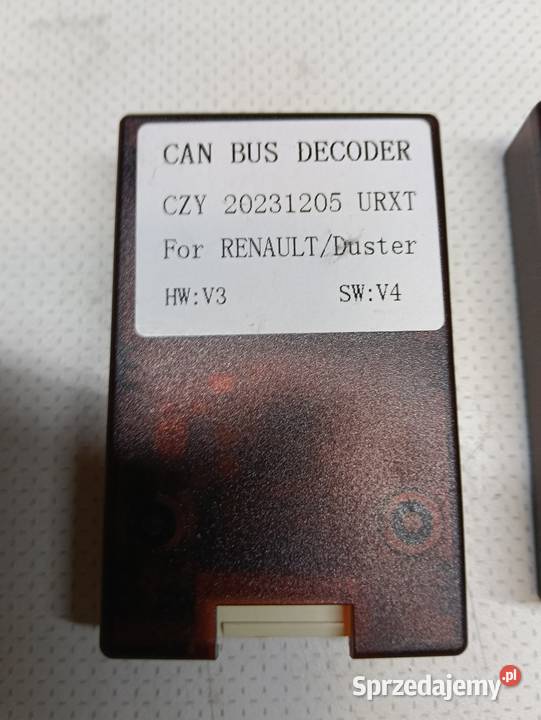 CAN BUS DECODER
CZY 20231205 URXT
For RENAULT/Duster
HW:V3 SW:V4
Sprzedajemy.pl